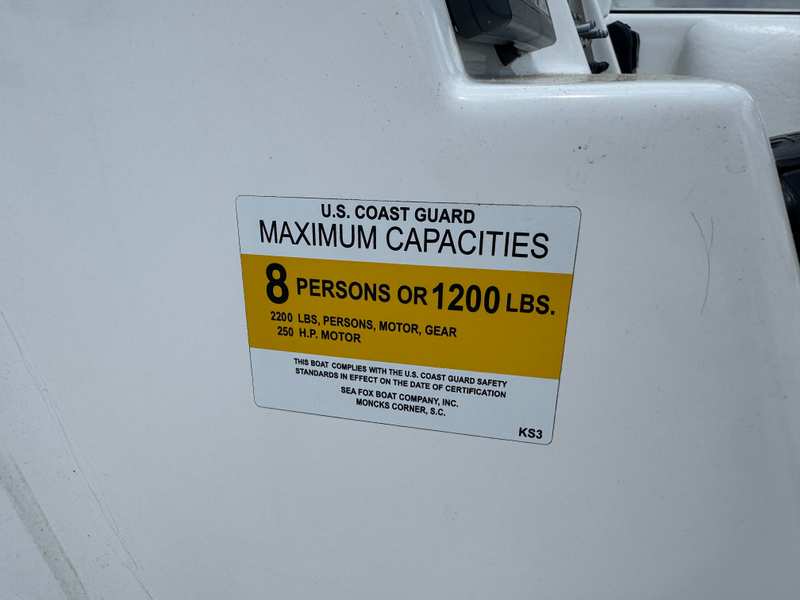 U.S. COAST GUARD
MAXIMUM CAPACITIES
8 PERSONS OR 1200 LBS.
2200 LBS, PERSONS, MOTOR, GEAR
250 H.P. MOTOR
THIS BOAT COMPLIES WITH THE U.S. COAST GUARD SAFETY
STANDARDS IN EFFECT ON THE DATE OF CERTIFICATION
SEA FOX BOAT COMPANY, INC.
MONCKS CORNER, S.C.
KS3